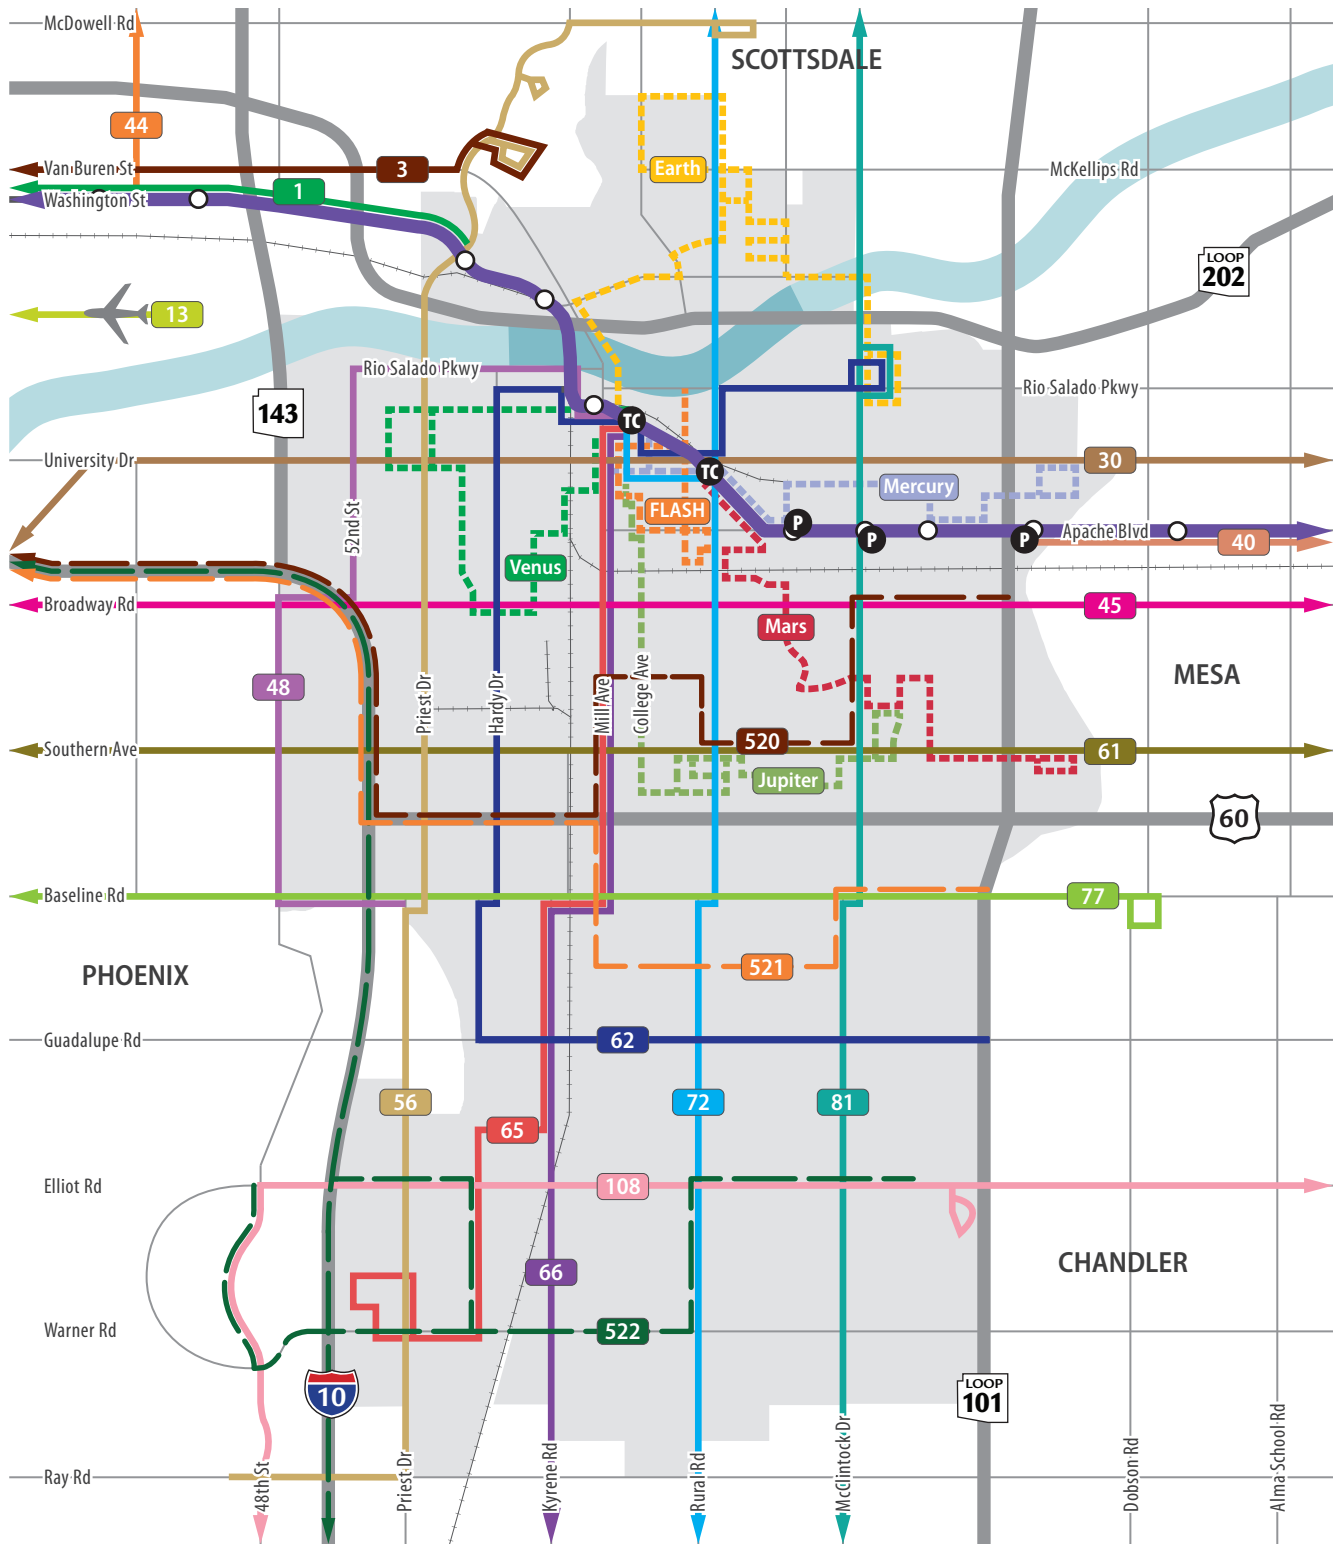 McDowell Rd
SCOTTSDALE
44
Van Buren St
3
Earth
McKellips Rd
1
Washington St
LOOP
202
13
Rio Salado Pkwy
Rio Salado Pkwy
143
TC
University Dr
30
TC
Mercury
FLASH
52nd St
P
P
P
Apache Blvd
40
Venus
Broadway Rd
45
Mars
MESA
48
Priest Dr
Hardy Dr
Mill Ave
College Ave
520
Southern Ave
61
Jupiter
60
Baseline Rd
77
PHOENIX
521
Guadalupe Rd
62
56
72
81
65
Elliot Rd
108
CHANDLER
66
Warner Rd
522
10
LOOP
101
Ray Rd
48th St
Priest Dr
Kyrene Rd
Rural Rd
McClintock Dr
Dobson Rd
Alma School Rd